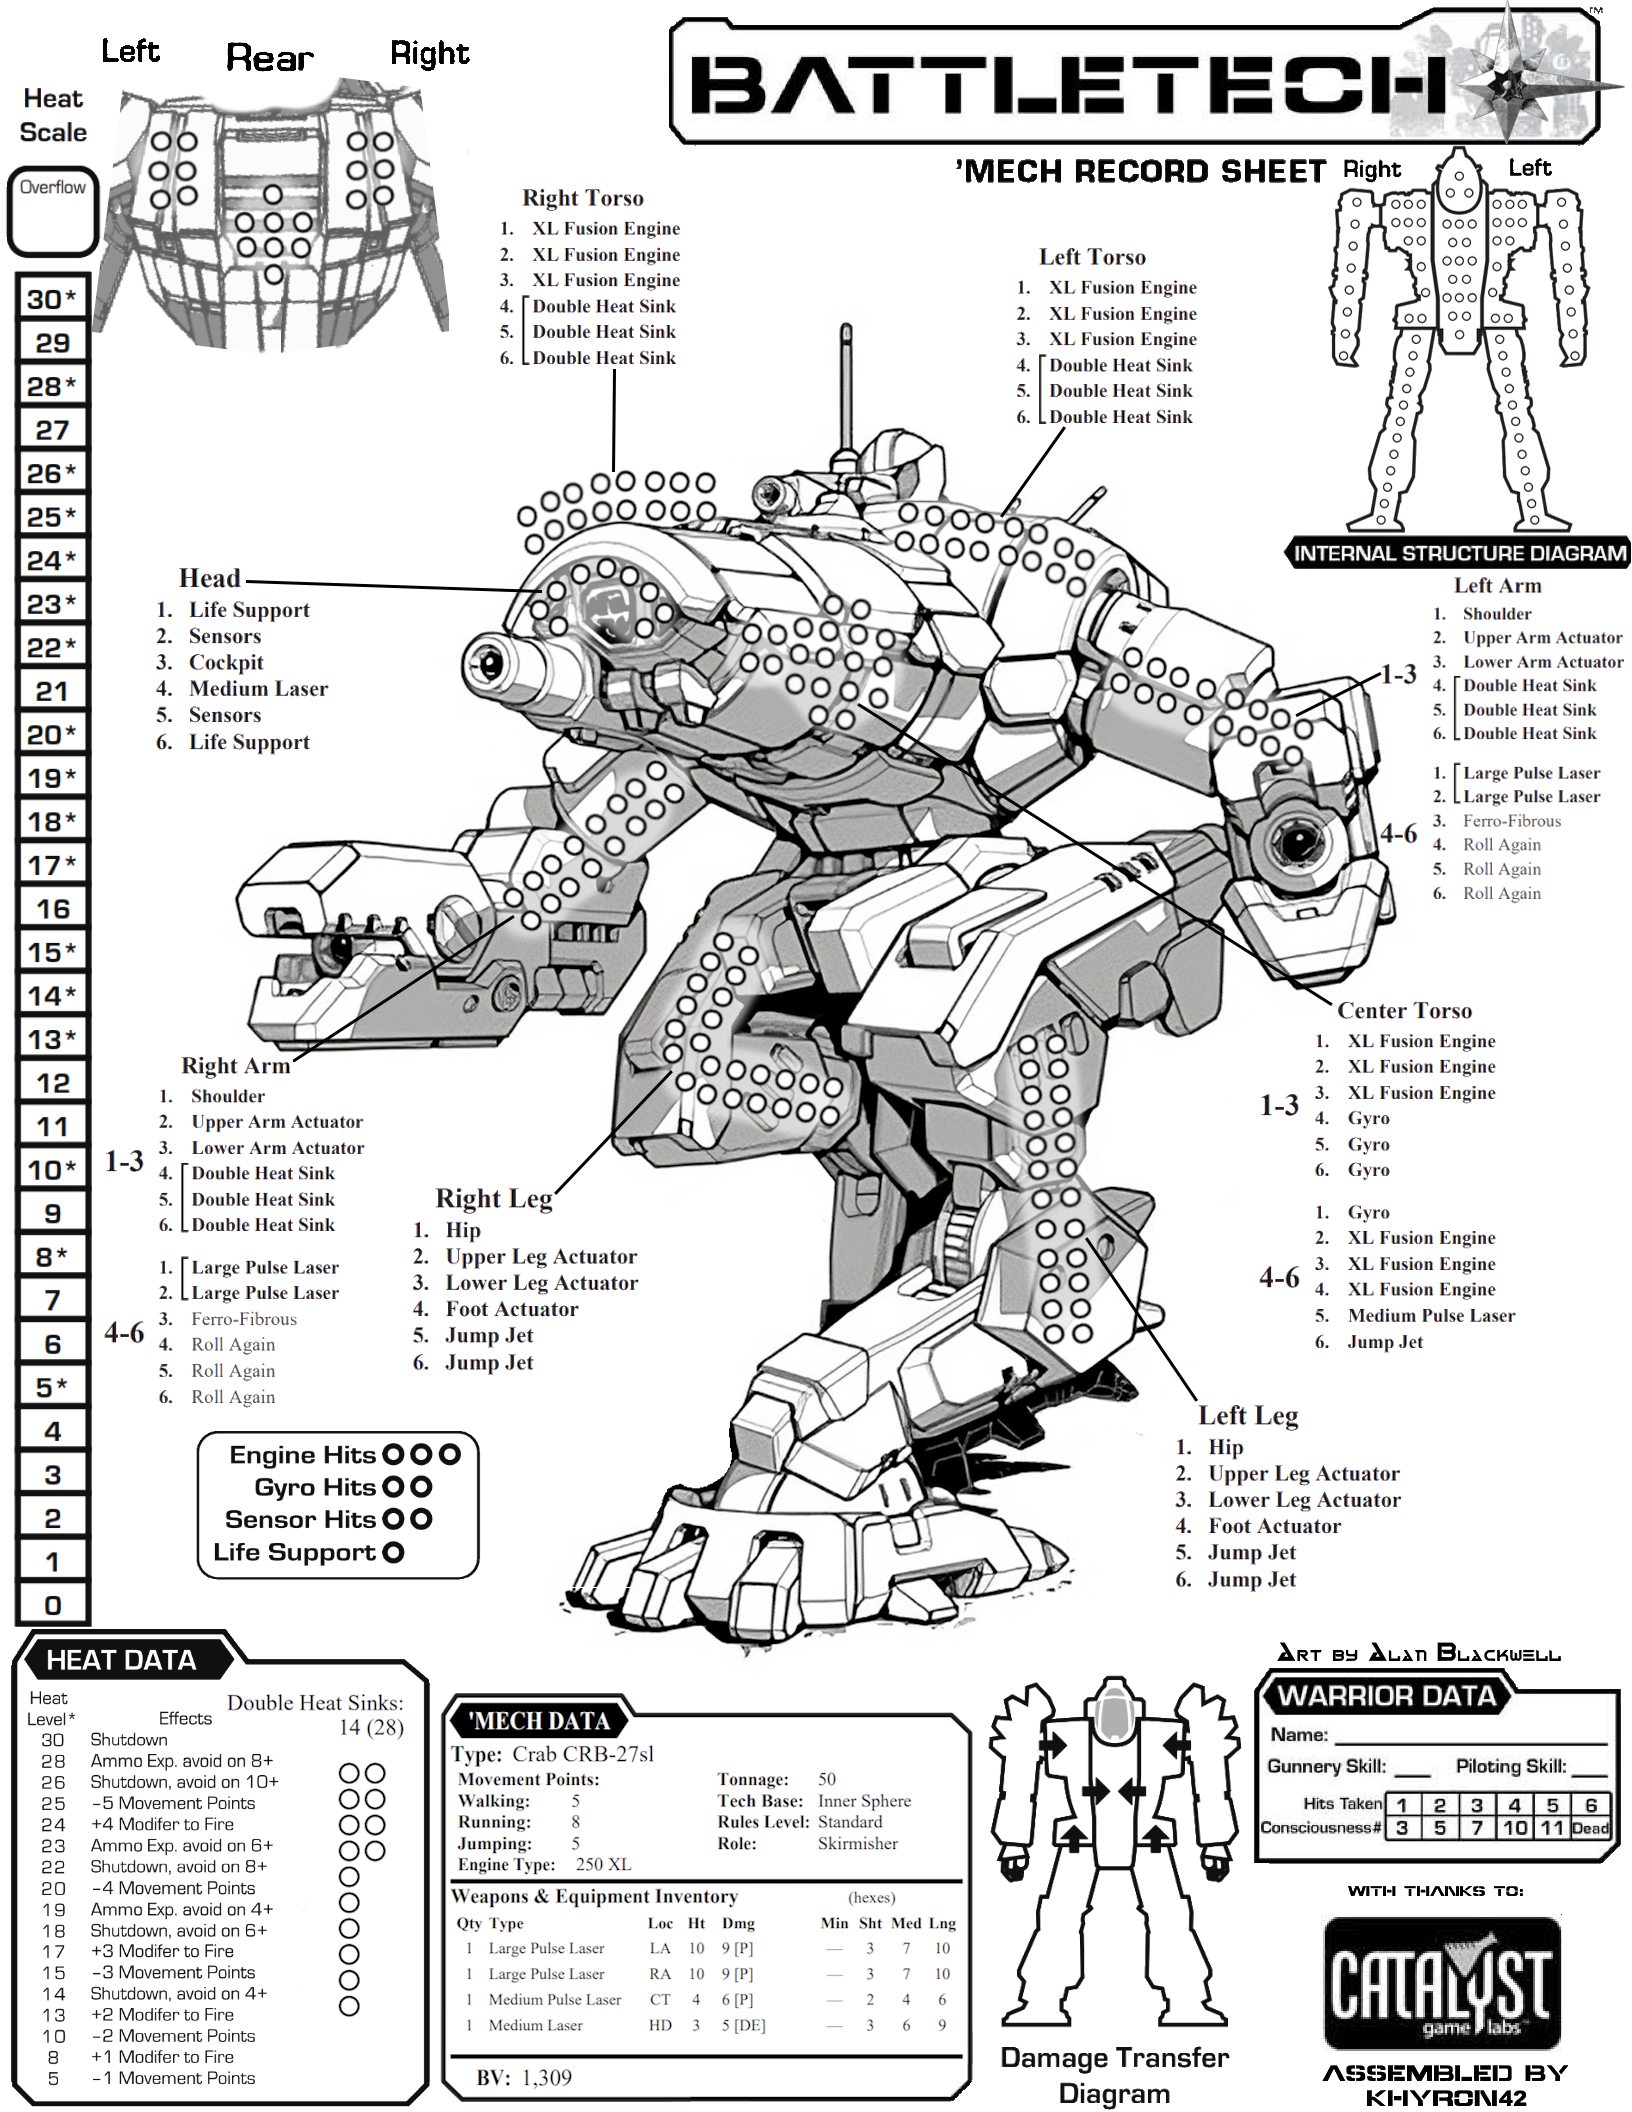 Left Rear Right
Heat
Scale
Overflow
30*
29
28*
27
26*
25*
24*
23*
22*
21
20*
19*
18*
17*
16
15*
14*
13*
12
11
10*
9
8*
7
6
5*
4
3
2
1
0
BATTLETECH
TM
'MECH RECORD SHEET
Right Left
INTERNAL STRUCTURE DIAGRAM
Right Torso
1. XL Fusion Engine
2. XL Fusion Engine
3. XL Fusion Engine
4. Double Heat Sink
5. Double Heat Sink
6. Double Heat Sink
Left Torso
1. XL Fusion Engine
2. XL Fusion Engine
3. XL Fusion Engine
4. Double Heat Sink
5. Double Heat Sink
6. Double Heat Sink
Head
1. Life Support
2. Sensors
3. Cockpit
4. Medium Laser
5. Sensors
6. Life Support
Left Arm
1-3
1. Shoulder
2. Upper Arm Actuator
3. Lower Arm Actuator
4. Double Heat Sink
5. Double Heat Sink
6. Double Heat Sink
4-6
1. Large Pulse Laser
2. Large Pulse Laser
3. Ferro-Fibrous
4. Roll Again
5. Roll Again
6. Roll Again
Right Arm
1-3
1. Shoulder
2. Upper Arm Actuator
3. Lower Arm Actuator
4. Double Heat Sink
5. Double Heat Sink
6. Double Heat Sink
4-6
1. Large Pulse Laser
2. Large Pulse Laser
3. Ferro-Fibrous
4. Roll Again
5. Roll Again
6. Roll Again
Right Leg
1. Hip
2. Upper Leg Actuator
3. Lower Leg Actuator
4. Foot Actuator
5. Jump Jet
6. Jump Jet
Center Torso
1-3
1. XL Fusion Engine
2. XL Fusion Engine
3. XL Fusion Engine
4. Gyro
5. Gyro
6. Gyro
4-6
1. Gyro
2. XL Fusion Engine
3. XL Fusion Engine
4. XL Fusion Engine
5. Medium Pulse Laser
6. Jump Jet
Left Leg
1. Hip
2. Upper Leg Actuator
3. Lower Leg Actuator
4. Foot Actuator
5. Jump Jet
6. Jump Jet
Engine Hits
Gyro Hits
Sensor Hits
Life Support
HEAT DATA
Heat
Level* Effects
Double Heat Sinks:
14 (28)
30 Shutdown
28 Ammo Exp. avoid on 8+
26 Shutdown, avoid on 10+
25 -5 Movement Points
24 +4 Modifer to Fire
23 Ammo Exp. avoid on 6+
22 Shutdown, avoid on 8+
20 -4 Movement Points
19 Ammo Exp. avoid on 4+
18 Shutdown, avoid on 6+
17 +3 Modifer to Fire
15 -3 Movement Points
14 Shutdown, avoid on 4+
13 +2 Modifer to Fire
10 -2 Movement Points
8 +1 Modifer to Fire
5 -1 Movement Points
'MECH DATA
Type: Crab CRB-27sl
Movement Points: Tonnage: 50
Walking: 5 Tech Base: Inner Sphere
Running: 8 Rules Level: Standard
Jumping: 5 Role: Skirmisher
Engine Type: 250 XL
Weapons & Equipment Inventory (hexes)
Qty Type Loc Ht Dmg Min Sht Med Lng
1 Large Pulse Laser LA 10 9 [P] — 3 7 10
1 Large Pulse Laser RA 10 9 [P] — 3 7 10
1 Medium Pulse Laser CT 4 6 [P] — 2 4 6
1 Medium Laser HD 3 5 [DE] — 3 6 9
BV: 1,309
Damage Transfer
Diagram
ART BY ALAN BLACKWELL
WARRIOR DATA
Name:
Gunnery Skill: Piloting Skill:
Hits Taken 1 2 3 4 5 6
Consciousness# 3 5 7 10 11 Dead
WITH THANKS TO:
CATALYST
game labs
ASSEMBLED BY
KHYRON42